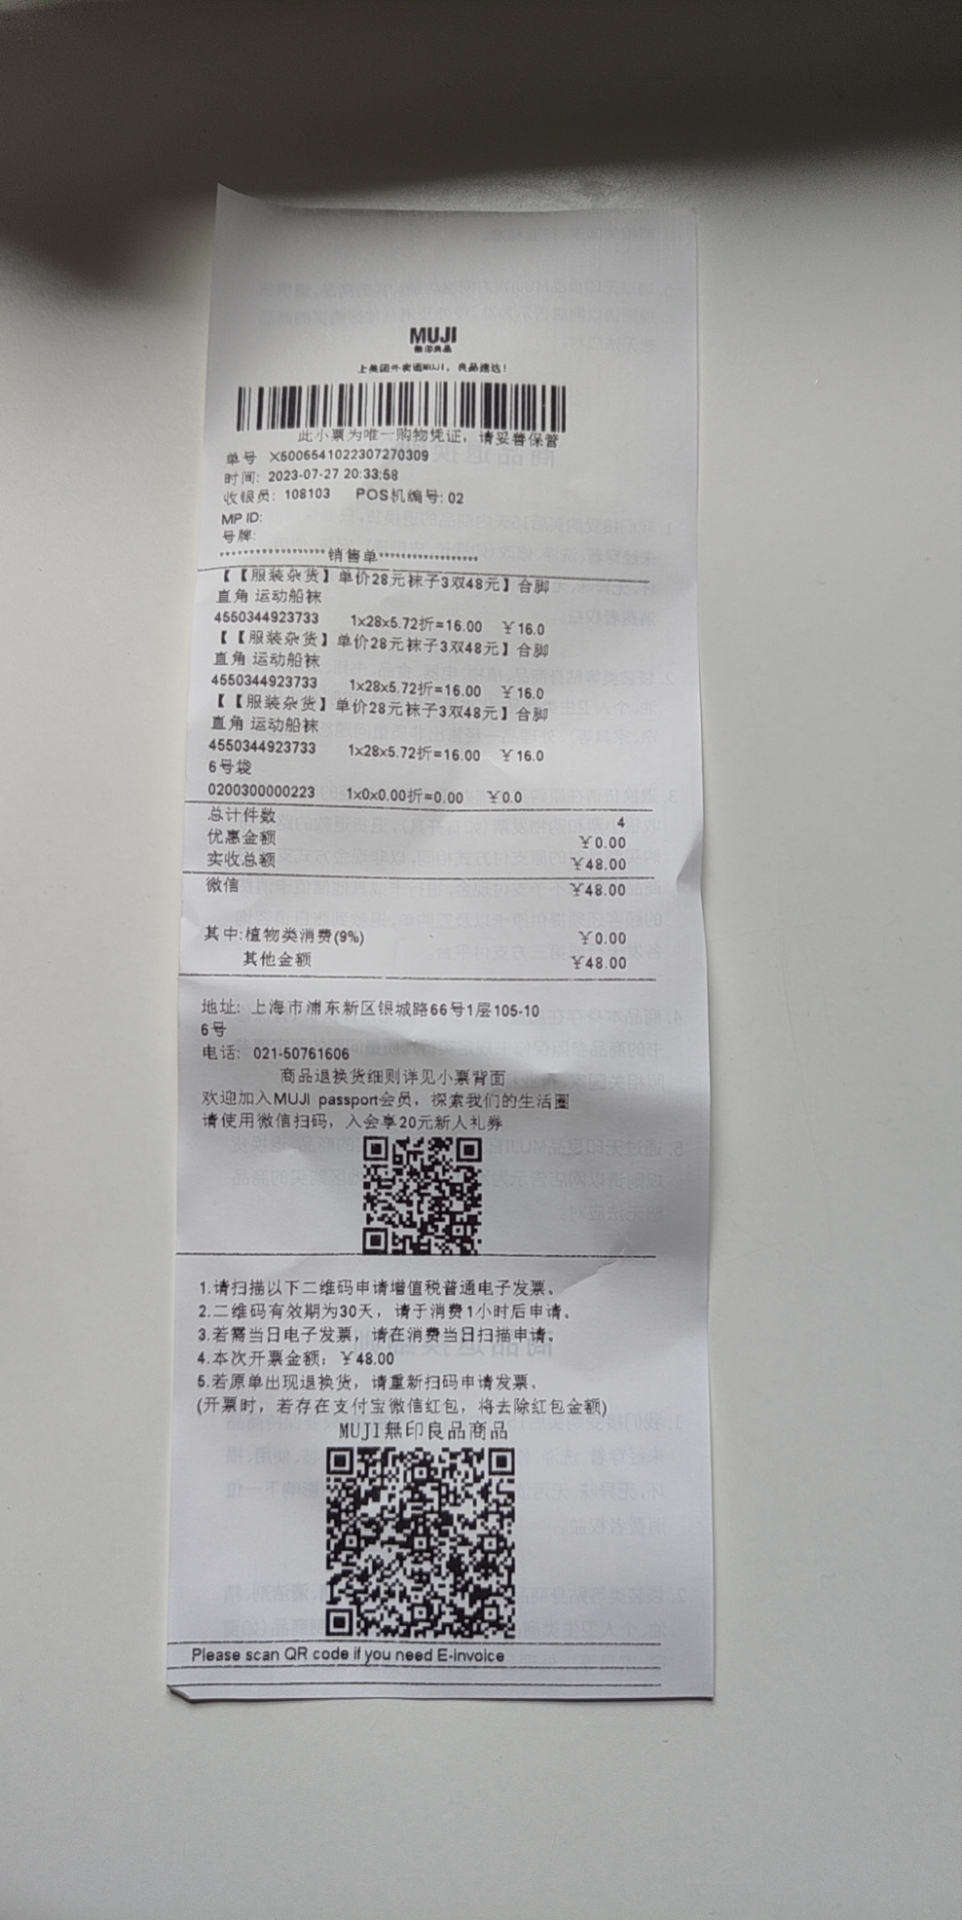 MUJI
無印良品
上美团外卖逛MUJI，良品速达！
此小票为唯一购物凭证，请妥善保管
单号 X5006541022307270309
时间: 2023-07-27 20:33:58
收银员: 108103 POS机编号: 02
MP ID:
号牌:
******************销售单*****************
【【服装杂货】单价28元袜子3双48元】合脚
直角 运动船袜
4550344923733 1x28x5.72折=16.00 ￥16.0
【【服装杂货】单价28元袜子3双48元】合脚
直角 运动船袜
4550344923733 1x28x5.72折=16.00 ￥16.0
【【服装杂货】单价28元袜子3双48元】合脚
直角 运动船袜
4550344923733 1x28x5.72折=16.00 ￥16.0
6号袋
0200300000223 1x0x0.00折=0.00 ￥0.0
总计件数 4
优惠金额 ￥0.00
实收总额 ￥48.00
微信 ￥48.00
其中:植物类消费(9%) ￥0.00
其他金额 ￥48.00
地址: 上海市浦东新区银城路66号1层105-10
6号
电话: 021-50761606
商品退换货细则详见小票背面
欢迎加入MUJI passport会员，探索我们的生活圈
请使用微信扫码，入会享20元新人礼券
1.请扫描以下二维码申请增值税普通电子发票。
2.二维码有效期为30天，请于消费1小时后申请。
3.若需当日电子发票，请在消费当日扫描申请。
4.本次开票金额：￥48.00
5.若原单出现退换货，请重新扫码申请发票。
(开票时，若存在支付宝微信红包，将去除红包金额)
MUJI無印良品商品
Please scan QR code if you need E-invoice